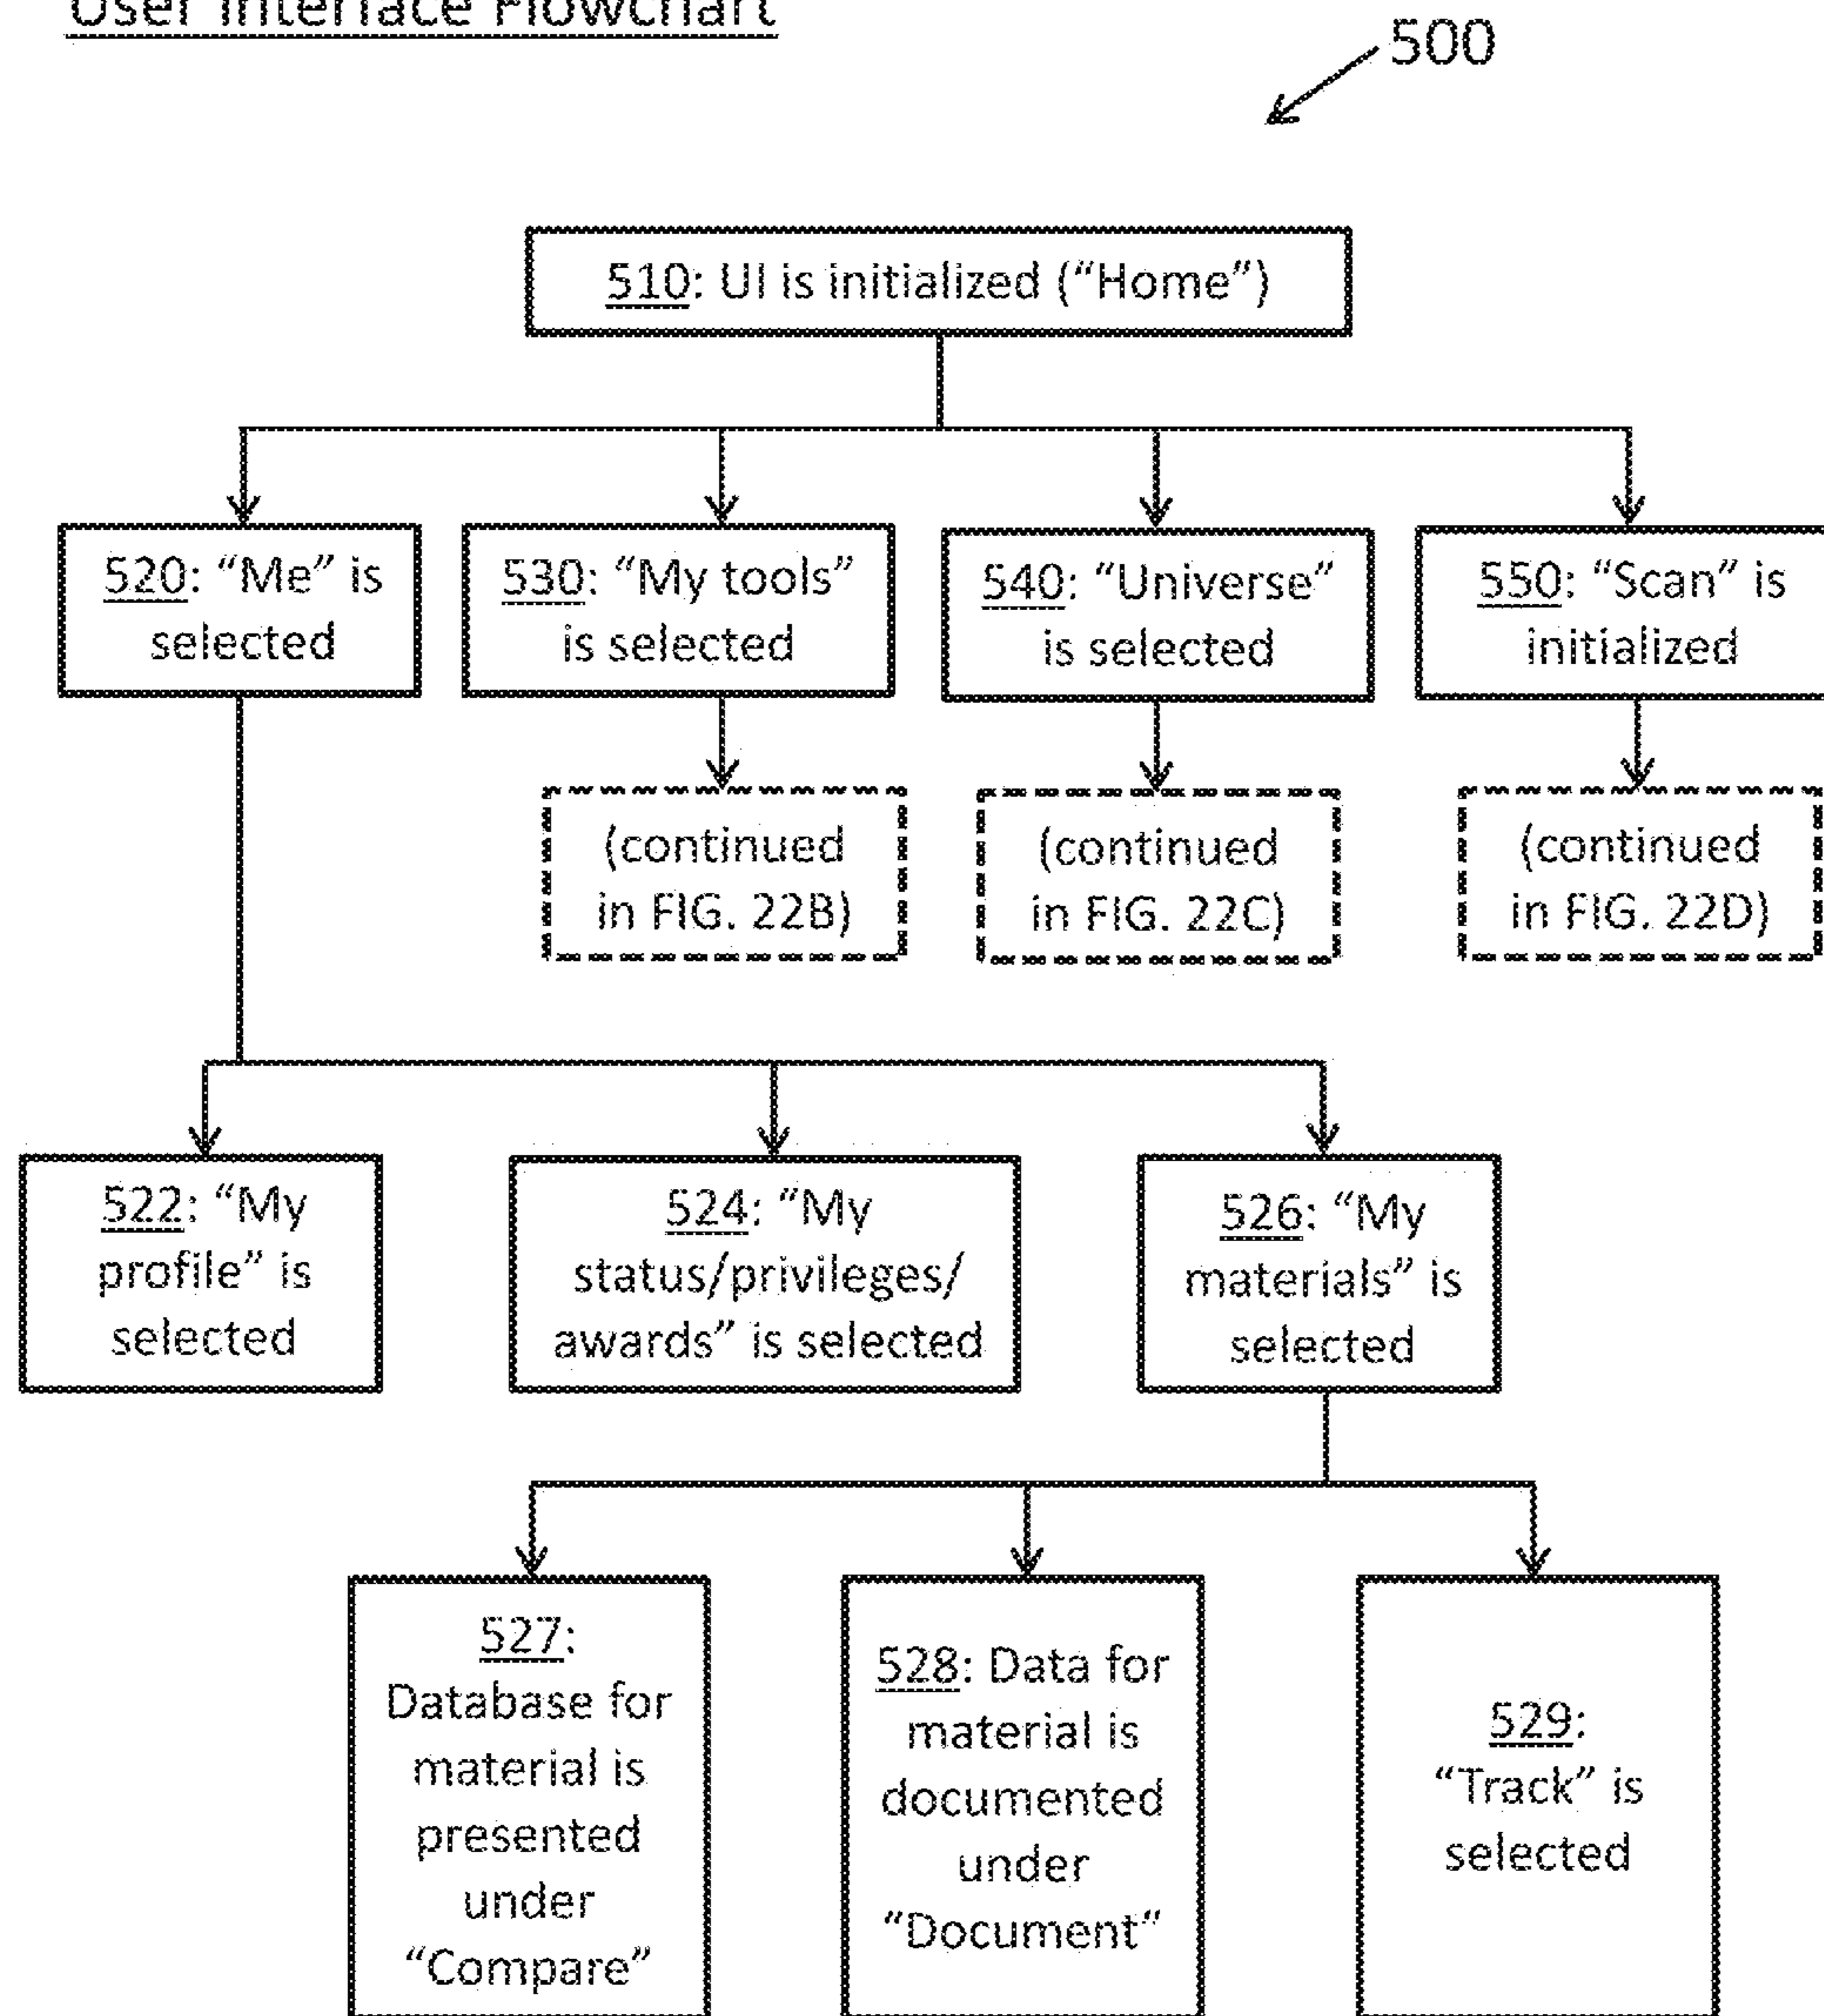 User Interface Flowchart
500
510: UI is initialized (“Home”)
520: “Me” is
selected
530: “My tools”
is selected
540: “Universe”
is selected
550: “Scan” is
initialized
(continued
in FIG. 22B)
(continued
in FIG. 22C)
(continued
in FIG. 22D)
522: “My
profile” is
selected
524: “My
status/privileges/
awards” is selected
526: “My
materials” is
selected
527:
Database for
material is
presented
under
“Compare”
528: Data for
material is
documented
under
“Document”
529:
“Track” is
selected